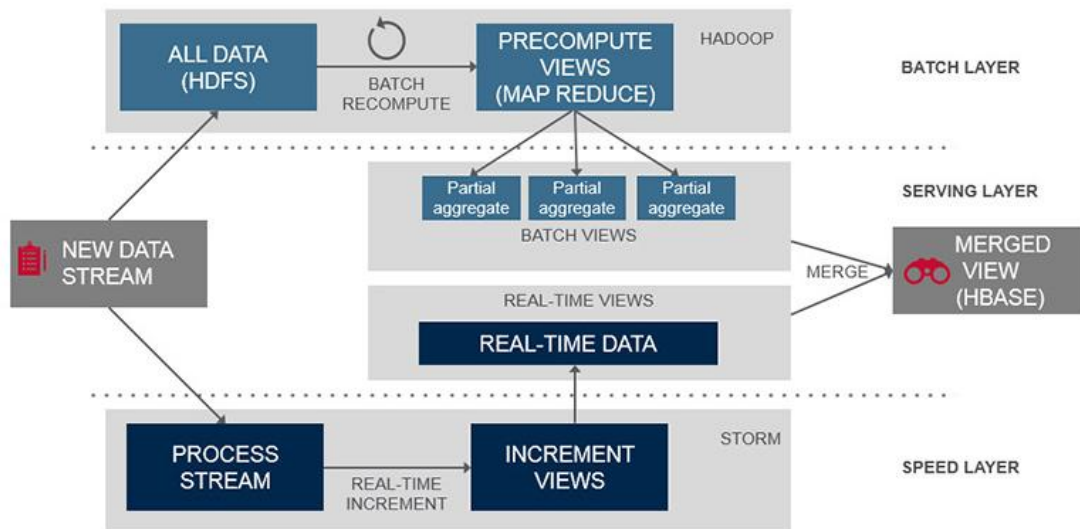 ALL DATA
(HDFS)
BATCH
RECOMPUTE
PRECOMPUTE
VIEWS
(MAP REDUCE)
HADOOP
BATCH LAYER
Partial
aggregate
Partial
aggregate
Partial
aggregate
BATCH VIEWS
SERVING LAYER
NEW DATA
STREAM
MERGE
MERGED
VIEW
(HBASE)
REAL-TIME VIEWS
REAL-TIME DATA
PROCESS
STREAM
REAL-TIME
INCREMENT
INCREMENT
VIEWS
STORM
SPEED LAYER